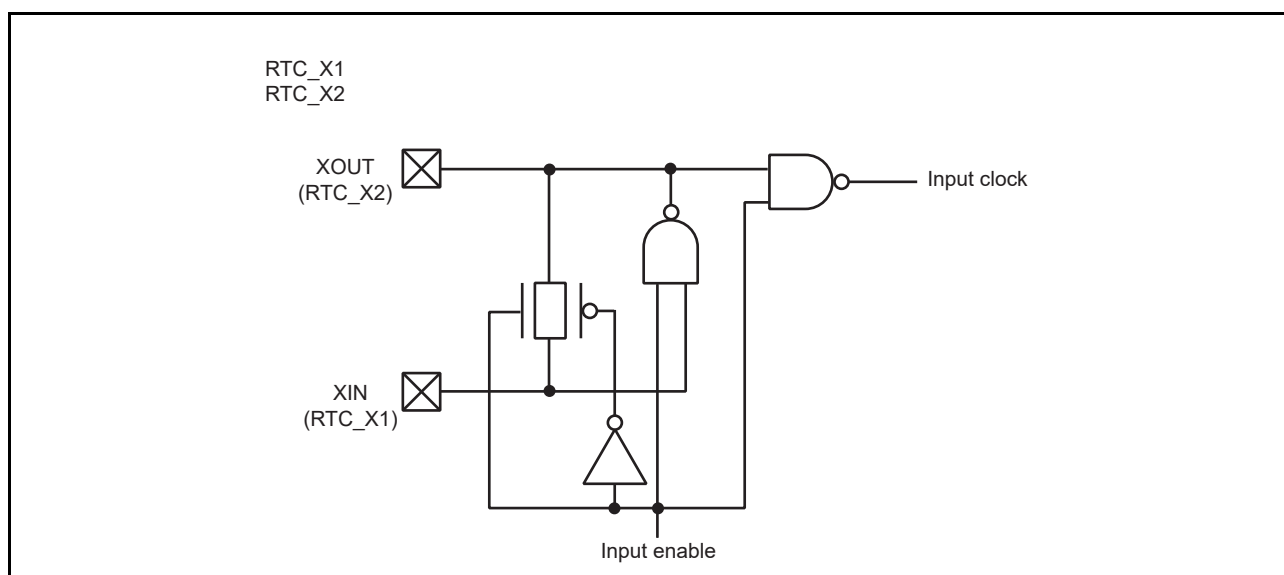 RTC_X1
RTC_X2
XOUT
(RTC_X2)
Input clock
XIN
(RTC_X1)
Input enable